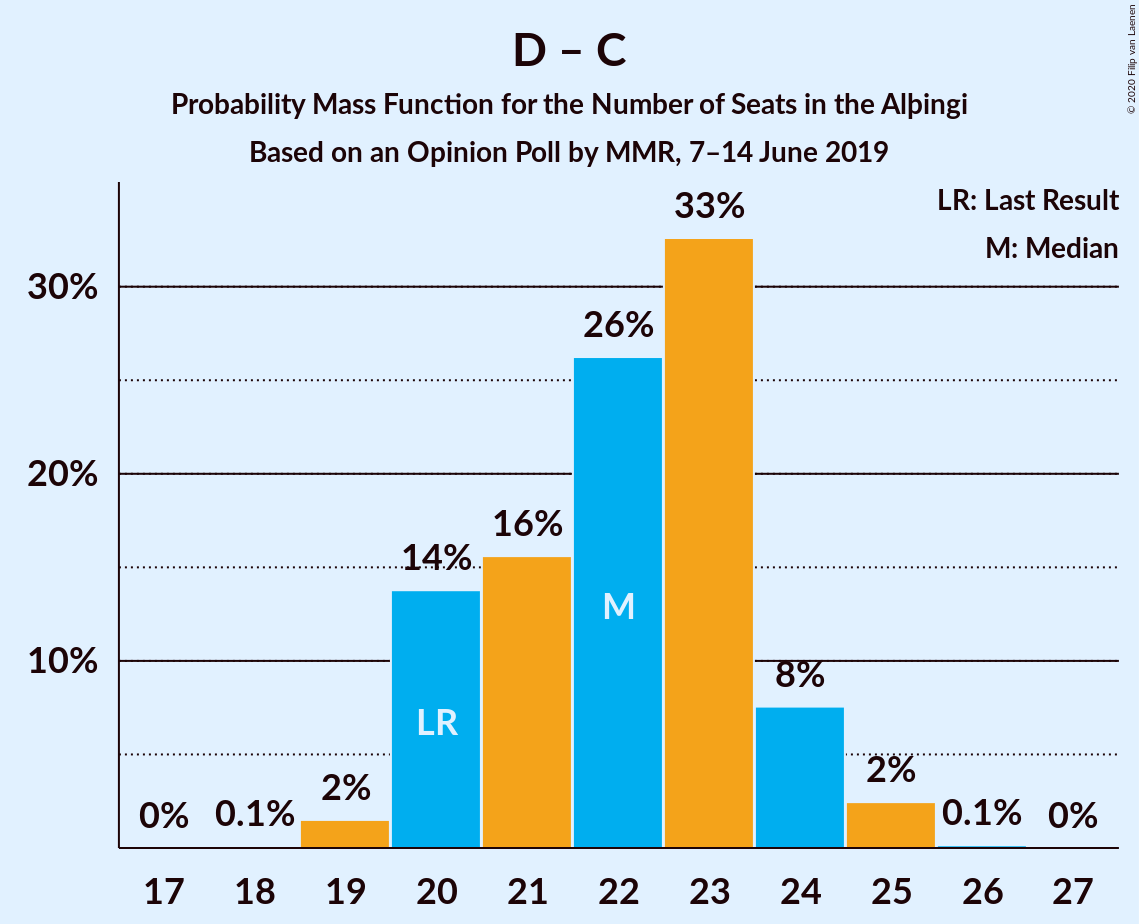 D – C
Probability Mass Function for the Number of Seats in the Alþingi
Based on an Opinion Poll by MMR, 7–14 June 2019
© 2020 Filip van Laenen
LR: Last Result
M: Median
33%
30%
26%
20%
16%
14%
M
10%
8%
LR
2%
2%
0%
0.1%
0.1%
0%
17 18 19 20 21 22 23 24 25 26 27